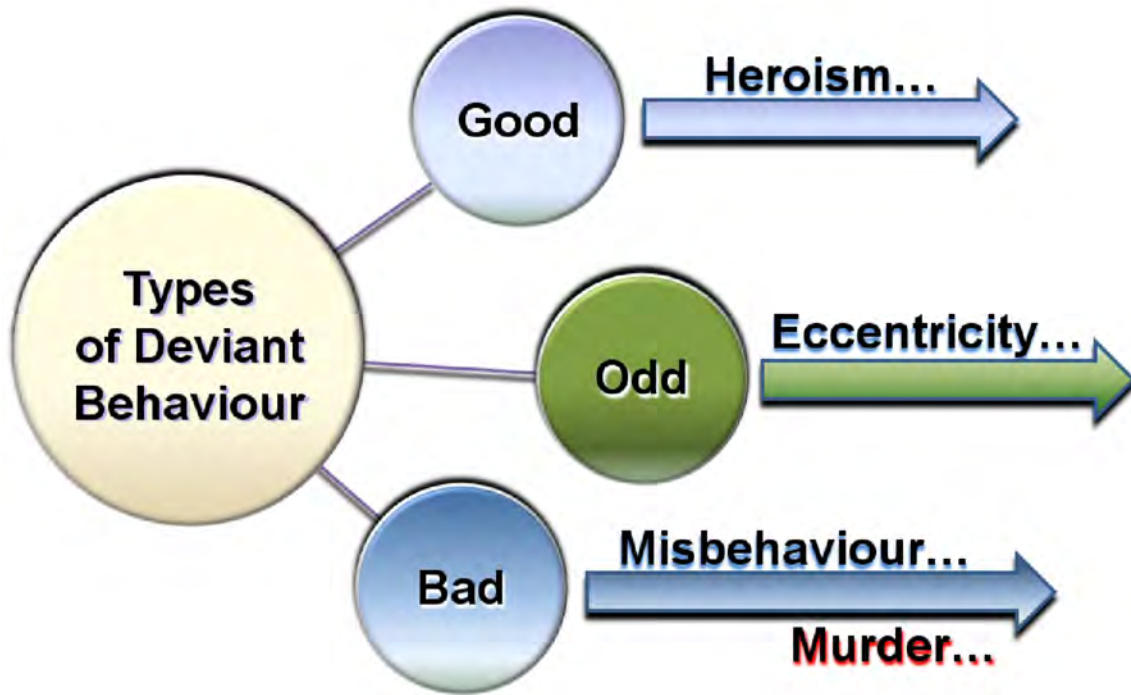 Types
of Deviant
Behaviour
Good
Heroism...
Odd
Eccentricity...
Bad
Misbehaviour...
Murder...